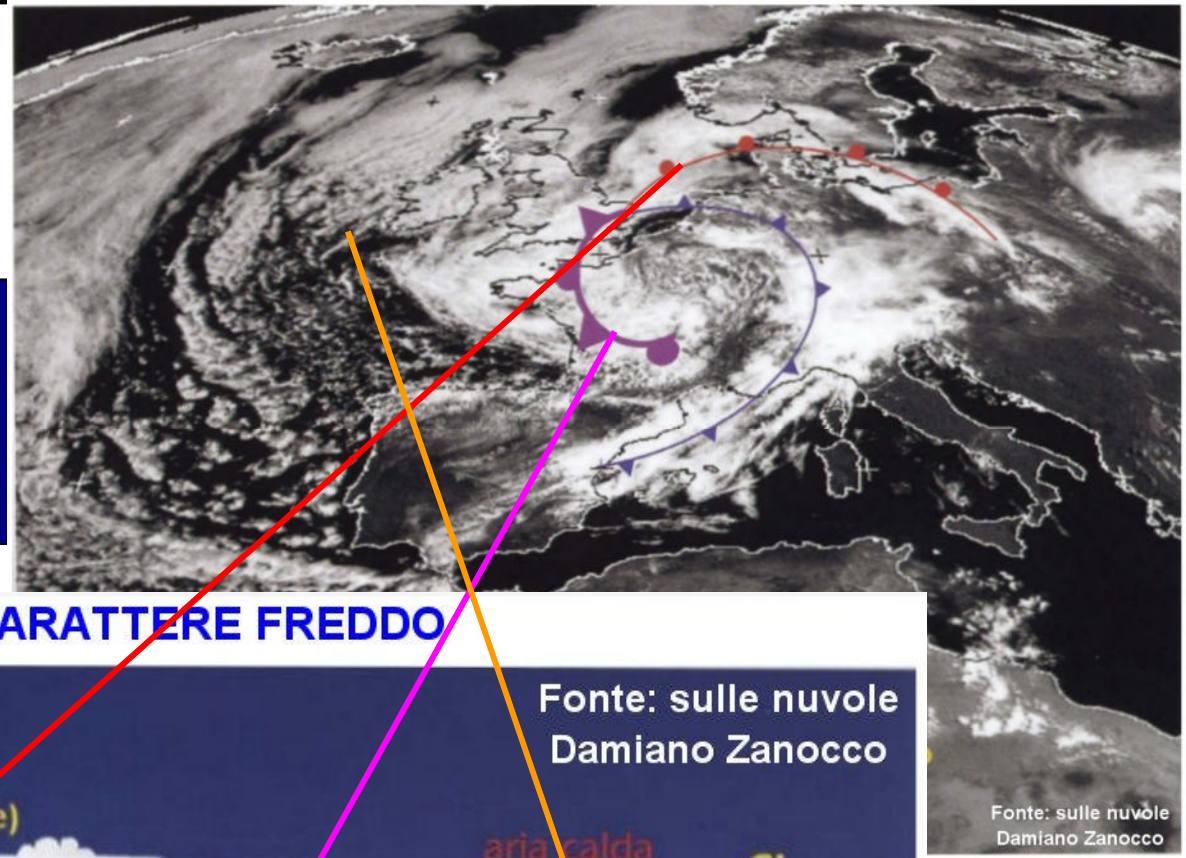 ARATTERE FREDDO
Fonte: sulle nuvole
Damiano Zanocco
e)
aria calda
Fonte: sulle nuvole
Damiano Zanocco